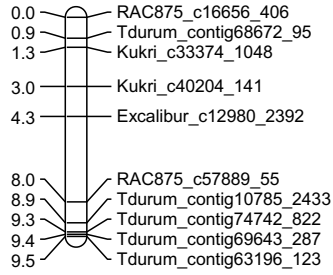 0.0 RAC875_c16656_406
0.9 Tdurum_contig68672_95
1.3 Kukri_c33374_1048
3.0 Kukri_c40204_141
4.3 Excalibur_c12980_2392
8.0 RAC875_c57889_55
8.9 Tdurum_contig10785_2433
9.3 Tdurum_contig74742_822
9.4 Tdurum_contig69643_287
9.5 Tdurum_contig63196_123